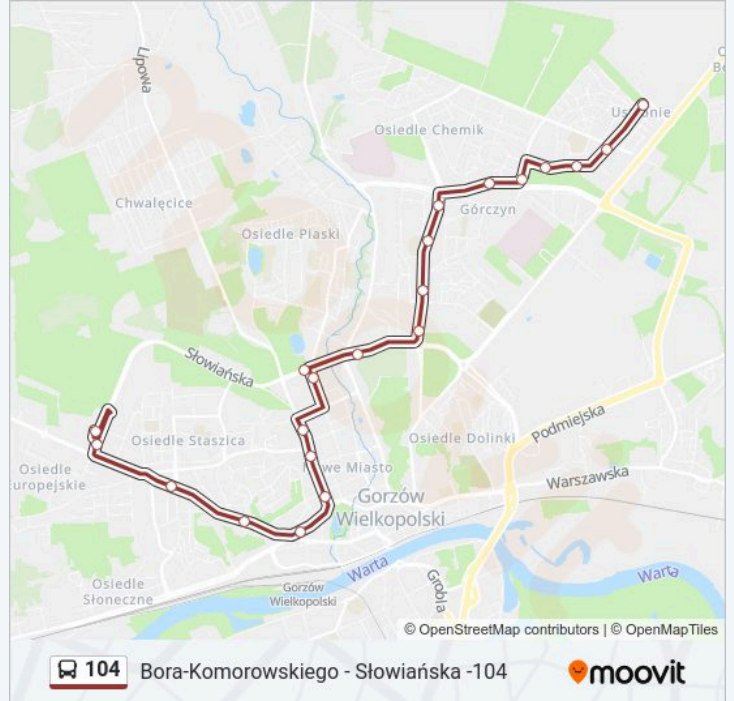 Lipowa
Osiedle Chemik
Chwalęcice
Górczyn
Osiedle Piaski
Słowiańska
Osiedle Staszica
Osiedle Dolinki
Podmiejska
Osiedle
Miasto
Warszawska
Gorzów
Wielkopolski
Warta
Warta
Osiedle
Słoneczne
Gorzów
Wielkopolski
Grobla
© OpenStreetMap contributors | © OpenMapTiles
104 Bora-Komorowskiego - Słowiańska -104
moovit